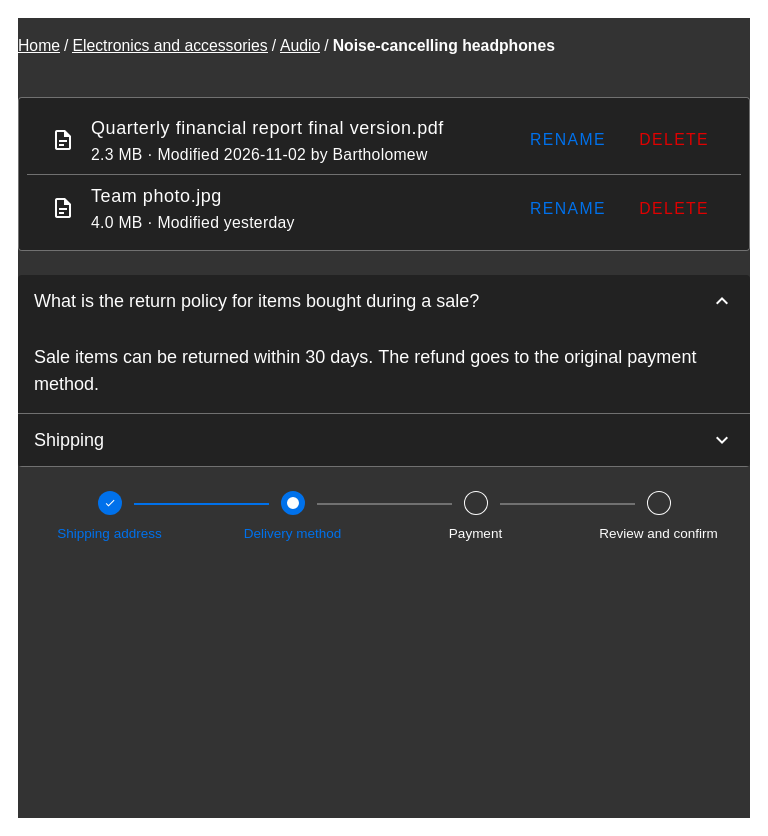 Home / Electronics and accessories / Audio / Noise-cancelling headphones
Quarterly financial report final version.pdf
2.3 MB · Modified 2026-11-02 by Bartholomew
RENAME DELETE
Team photo.jpg
4.0 MB · Modified yesterday
RENAME DELETE
What is the return policy for items bought during a sale?
Sale items can be returned within 30 days. The refund goes to the original payment
method.
Shipping
Shipping address Delivery method Payment Review and confirm